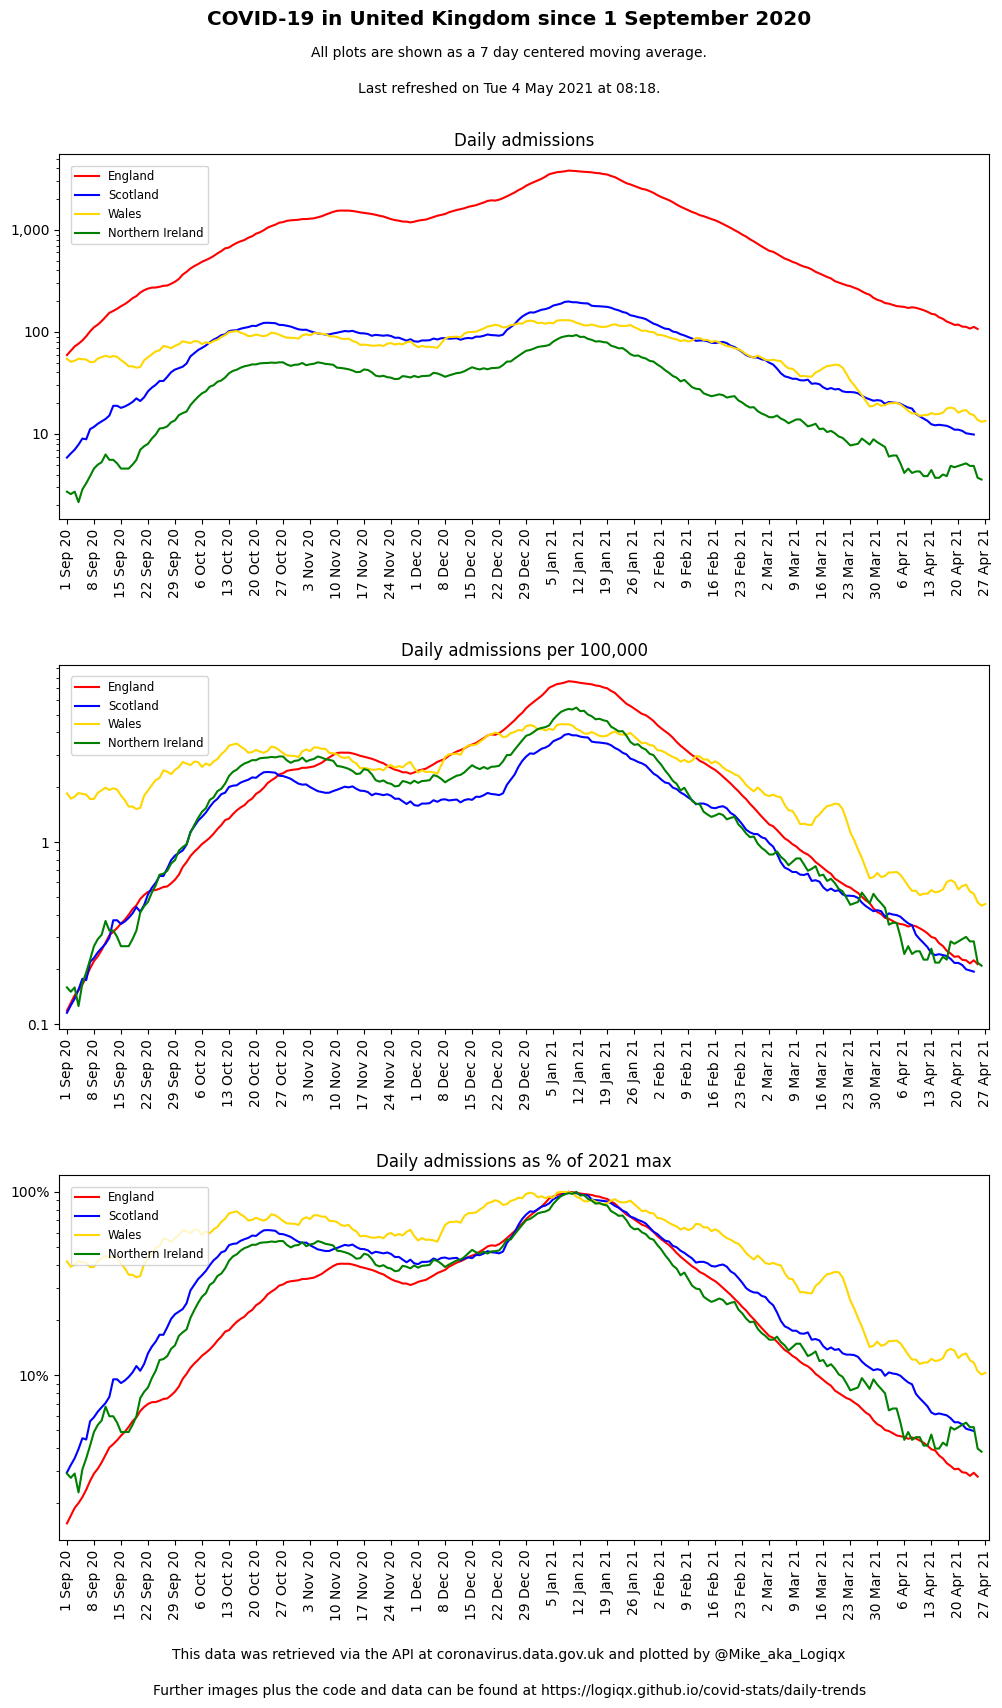 COVID-19 in United Kingdom since 1 September 2020
All plots are shown as a 7 day centered moving average.
Last refreshed on Tue 4 May 2021 at 08:18.
Daily admissions
England
Scotland
Wales
Northern Ireland
1,000
100
10
1 Sep 20
8 Sep 20
15 Sep 20
22 Sep 20
29 Sep 20
6 Oct 20
13 Oct 20
20 Oct 20
27 Oct 20
3 Nov 20
10 Nov 20
17 Nov 20
24 Nov 20
1 Dec 20
8 Dec 20
15 Dec 20
22 Dec 20
29 Dec 20
5 Jan 21
12 Jan 21
19 Jan 21
26 Jan 21
2 Feb 21
9 Feb 21
16 Feb 21
23 Feb 21
2 Mar 21
9 Mar 21
16 Mar 21
23 Mar 21
30 Mar 21
6 Apr 21
13 Apr 21
20 Apr 21
27 Apr 21
Daily admissions per 100,000
England
Scotland
Wales
Northern Ireland
1
0.1
1 Sep 20
8 Sep 20
15 Sep 20
22 Sep 20
29 Sep 20
6 Oct 20
13 Oct 20
20 Oct 20
27 Oct 20
3 Nov 20
10 Nov 20
17 Nov 20
24 Nov 20
1 Dec 20
8 Dec 20
15 Dec 20
22 Dec 20
29 Dec 20
5 Jan 21
12 Jan 21
19 Jan 21
26 Jan 21
2 Feb 21
9 Feb 21
16 Feb 21
23 Feb 21
2 Mar 21
9 Mar 21
16 Mar 21
23 Mar 21
30 Mar 21
6 Apr 21
13 Apr 21
20 Apr 21
27 Apr 21
Daily admissions as % of 2021 max
England
Scotland
Wales
Northern Ireland
100%
10%
1 Sep 20
8 Sep 20
15 Sep 20
22 Sep 20
29 Sep 20
6 Oct 20
13 Oct 20
20 Oct 20
27 Oct 20
3 Nov 20
10 Nov 20
17 Nov 20
24 Nov 20
1 Dec 20
8 Dec 20
15 Dec 20
22 Dec 20
29 Dec 20
5 Jan 21
12 Jan 21
19 Jan 21
26 Jan 21
2 Feb 21
9 Feb 21
16 Feb 21
23 Feb 21
2 Mar 21
9 Mar 21
16 Mar 21
23 Mar 21
30 Mar 21
6 Apr 21
13 Apr 21
20 Apr 21
27 Apr 21
This data was retrieved via the API at coronavirus.data.gov.uk and plotted by @Mike_aka_Logiqx
Further images plus the code and data can be found at https://logiqx.github.io/covid-stats/daily-trends